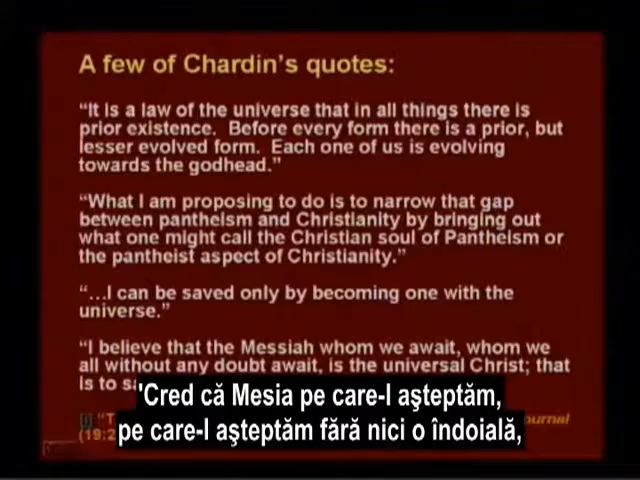 A few of Chardin's quotes:
"It is a law of the universe that in all things there is
prior existence. Before every form there is a prior, but
lesser evolved form. Each one of us is evolving
towards the godhead."
"What I am proposing to do is to narrow that gap
between pantheism and Christianity by bringing out
what one might call the Christian soul of Pantheism or
the pantheist aspect of Christianity."
"…I can be saved only by becoming one with the
universe."
"I believe that the Messiah whom we await, whom we
all without any doubt await, is the universal Christ; that
is to
'Cred că Mesia pe care-l aştept­ăm,
pe care-l aşteptăm fără nici o îndoială,